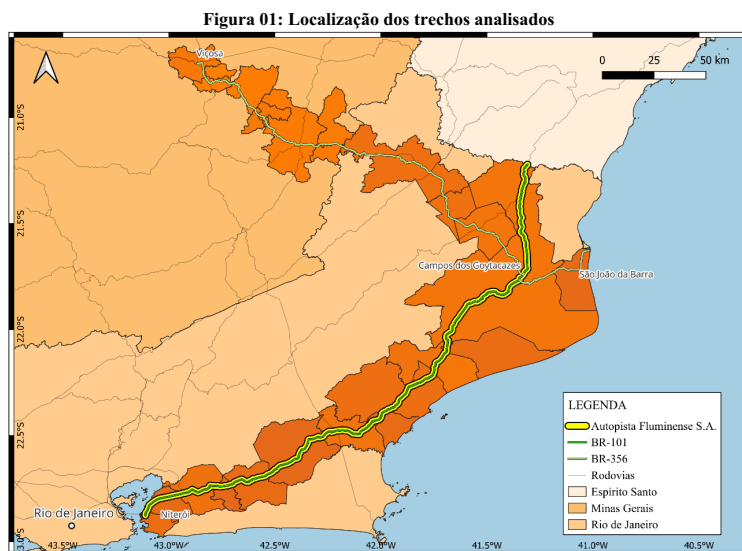 Figura 01: Localização dos trechos analisados
Viçosa
0 25 50 km
21.0°S
21.5°S
Campos dos Goytacazes
São João da Barra
22.0°S
LEGENDA
Autopista Fluminense S.A.
BR-101
22.5°S
BR-356
Rodovias
Espírito Santo
Minas Gerais
Rio de Janeiro
Rio de Janeiro
Niterói
23.0°S
43.5°W 43.0°W 42.5°W 42.0°W 41.5°W 41.0°W 40.5°W